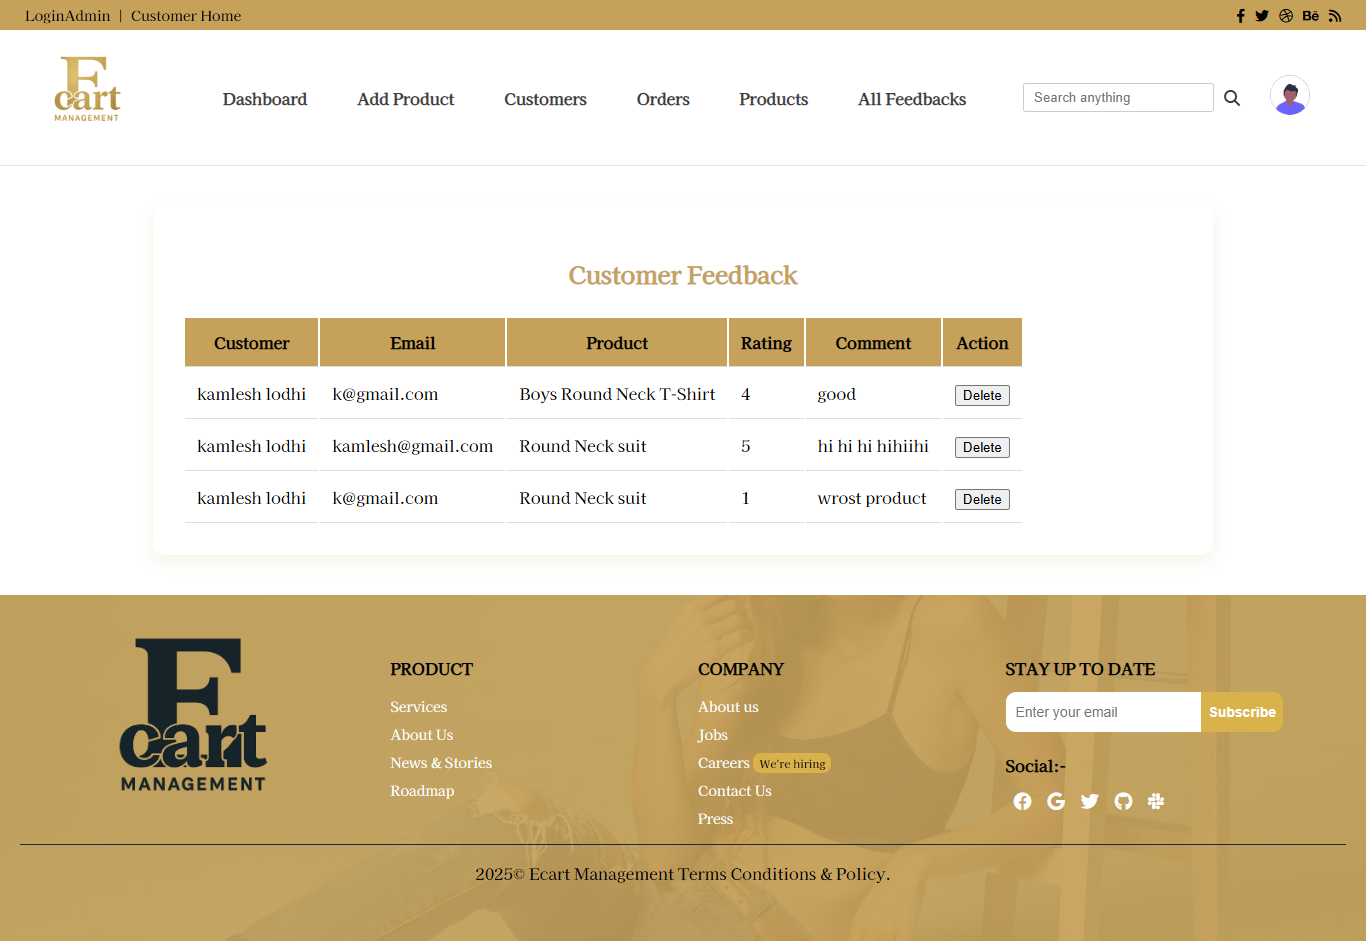 LoginAdmin | Customer Home
Bē
E
cart
MANAGEMENT
Dashboard Add Product Customers Orders Products All Feedbacks Search anything
Customer Feedback
Customer Email Product Rating Comment Action
kamlesh lodhi k@gmail.com Boys Round Neck T-Shirt 4 good Delete
kamlesh lodhi kamlesh@gmail.com Round Neck suit 5 hi hi hi hihiihi Delete
kamlesh lodhi k@gmail.com Round Neck suit 1 wrost product Delete
E
cart
MANAGEMENT
PRODUCT
Services
About Us
News & Stories
Roadmap
COMPANY
About us
Jobs
Careers We're hiring
Contact Us
Press
STAY UP TO DATE
Enter your email Subscribe
Social:-
2025© Ecart Management Terms Conditions & Policy.